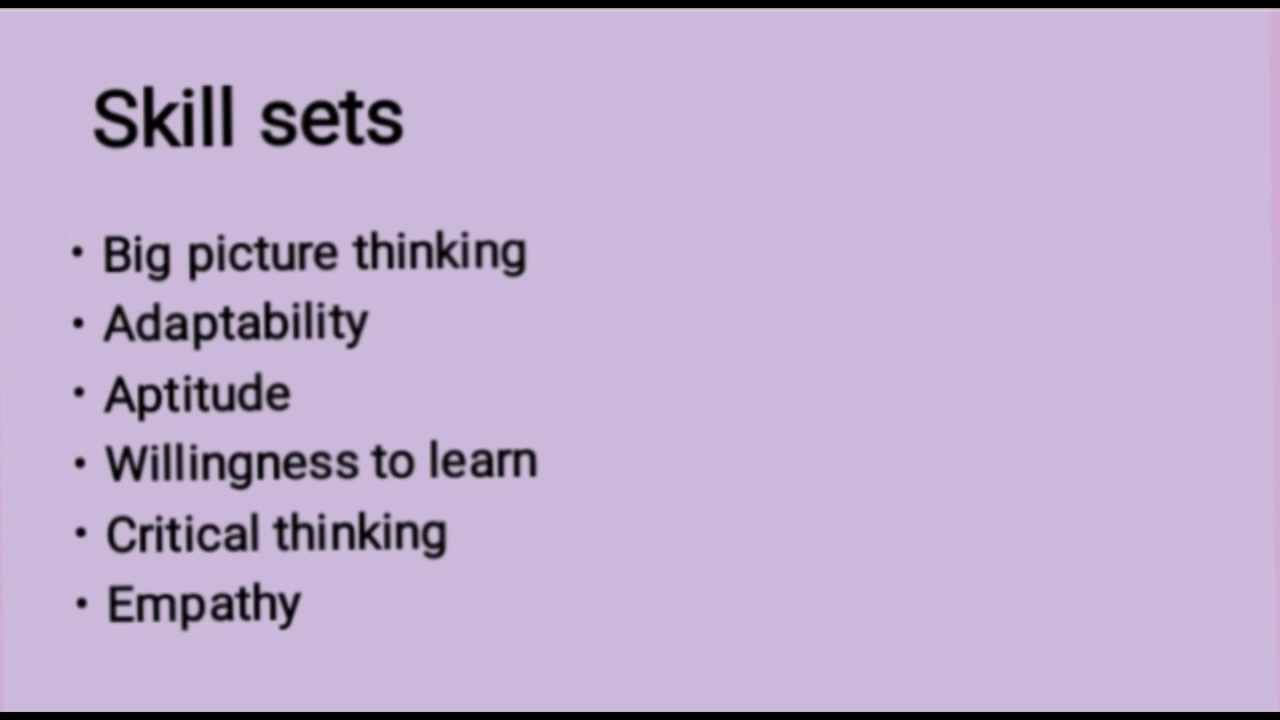 Skill sets
• Big picture thinking
• Adaptability
• Aptitude
• Willingness to learn
• Critical thinking
• Empathy